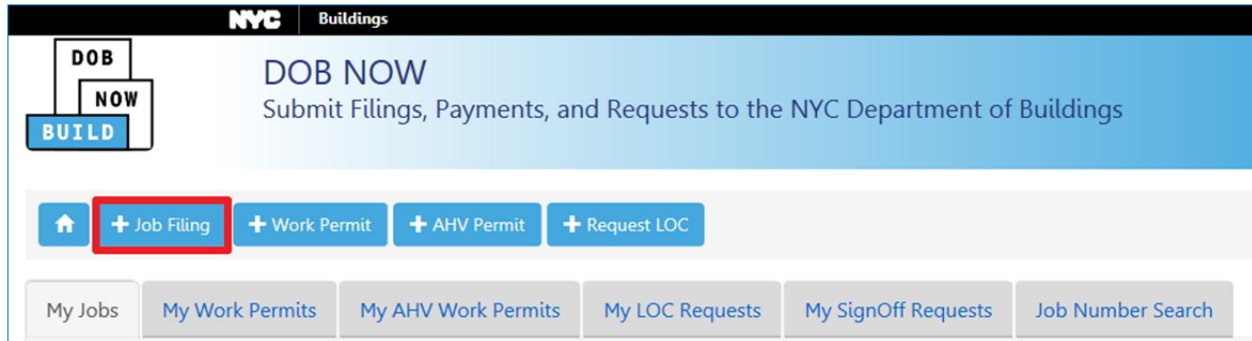 NYC Buildings
DOB
NOW
BUILD
DOB NOW
Submit Filings, Payments, and Requests to the NYC Department of Buildings
+ Job Filing + Work Permit + AHV Permit + Request LOC
My Jobs My Work Permits My AHV Work Permits My LOC Requests My SignOff Requests Job Number Search